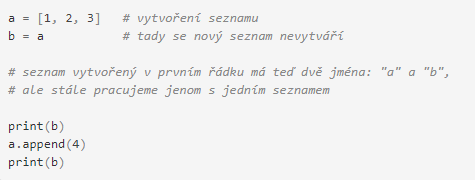 a = [1, 2, 3]   # vytvoření seznamu
b = a           # tady se nový seznam nevytváří
# seznam vytvořený v prvním řádku má teď dvě jména: "a" a "b",
# ale stále pracujeme jenom s jedním seznamem
print(b)
a.append(4)
print(b)